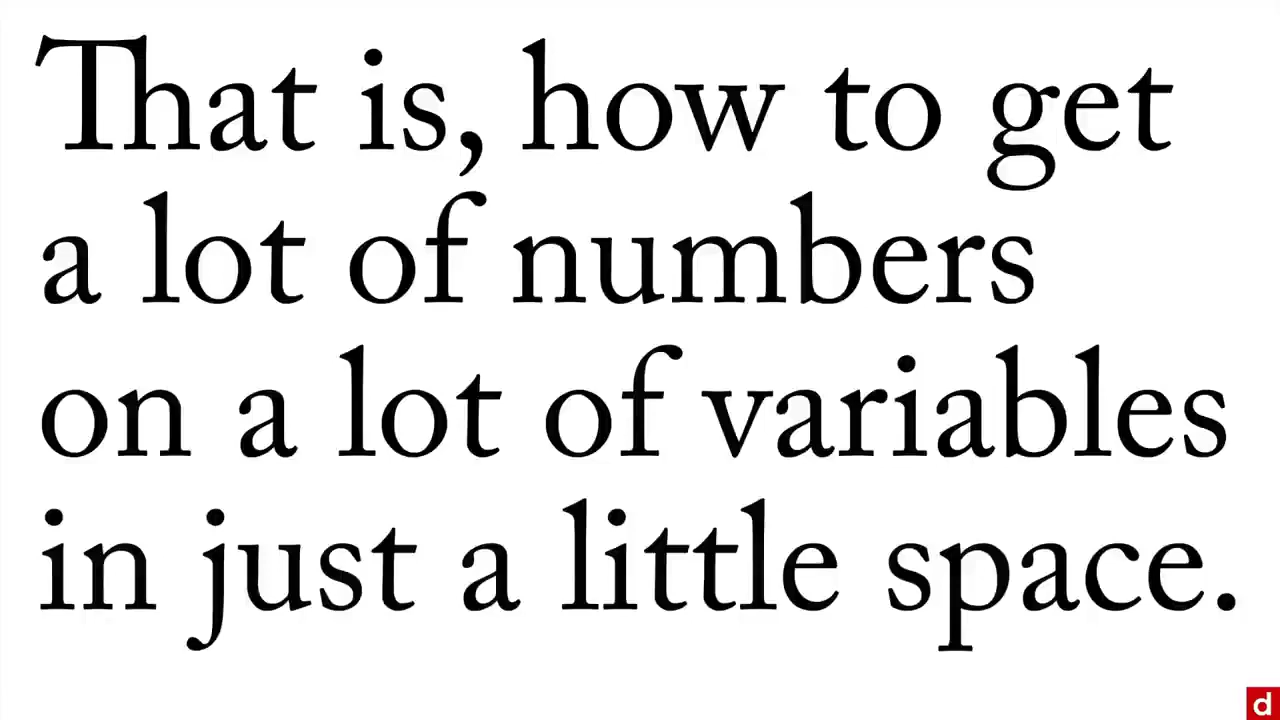 That is, how to get
a lot of numbers
on a lot of variables
in just a little space.
d